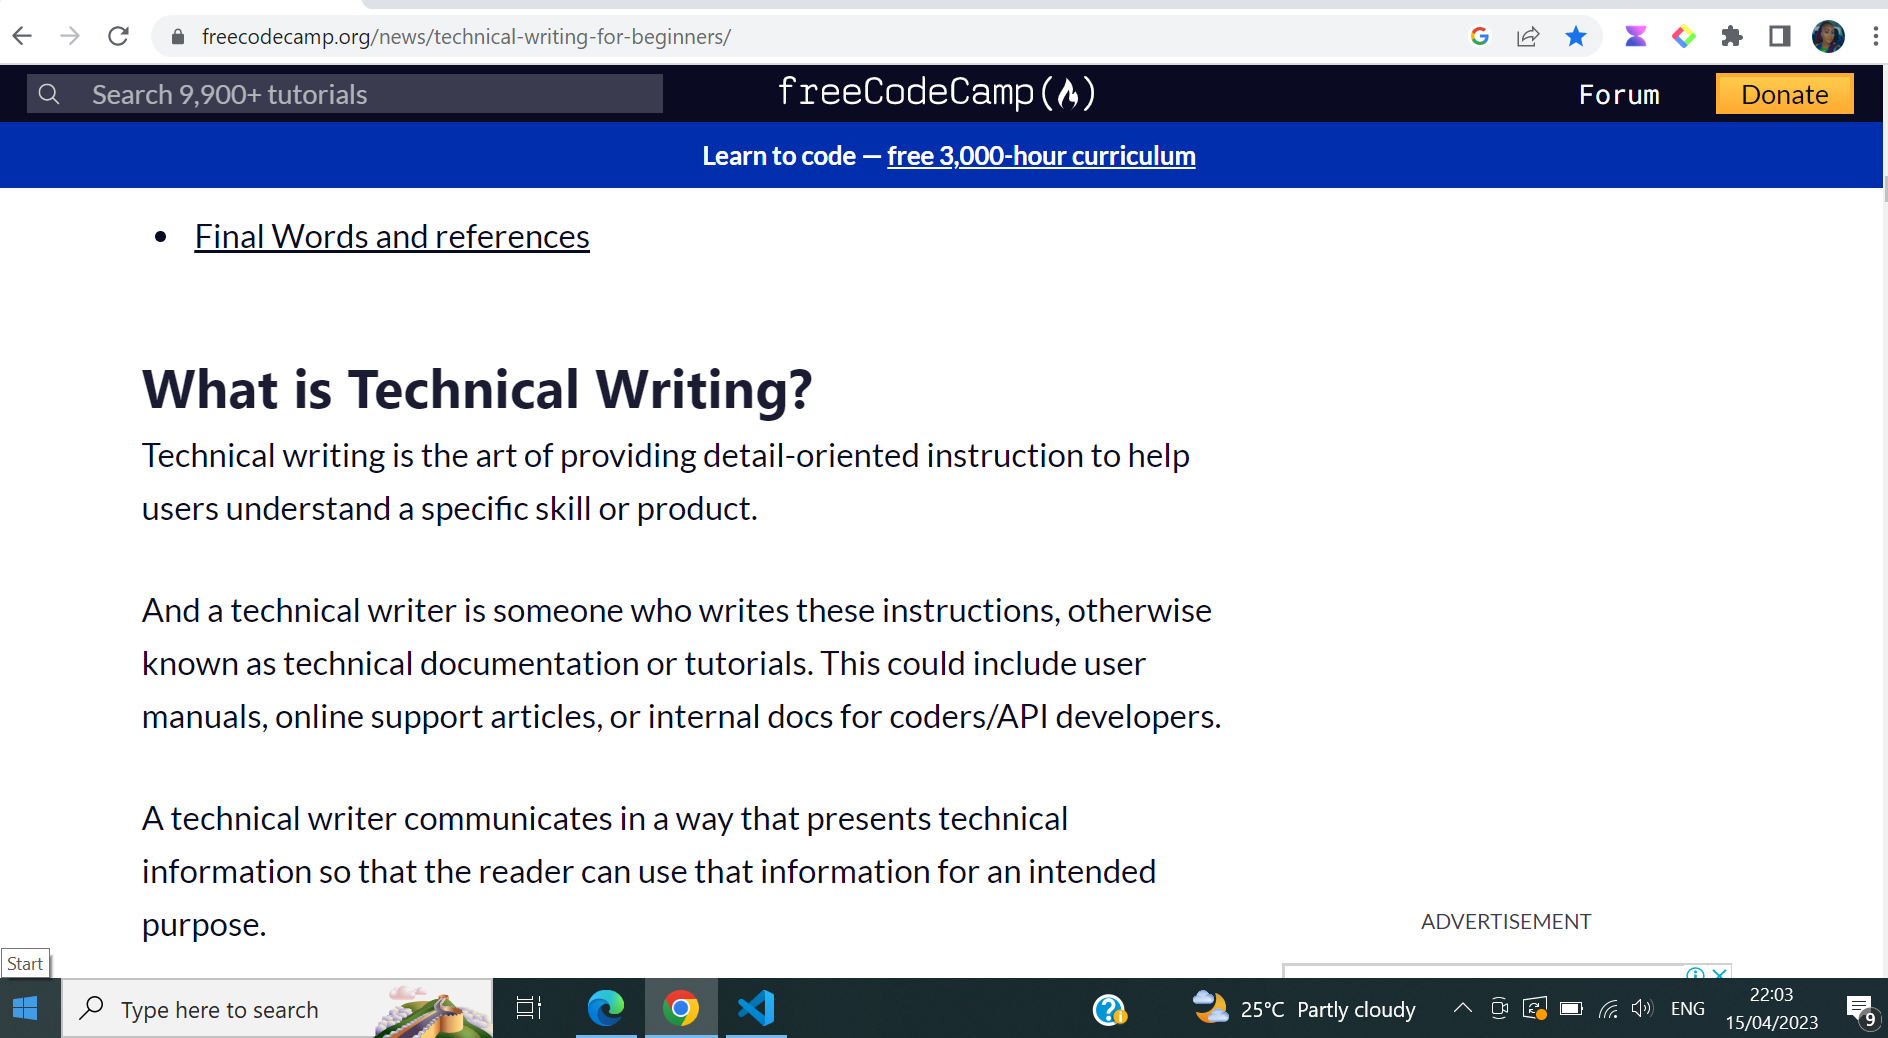 freecodecamp.org/news/technical-writing-for-beginners/
Search 9,900+ tutorials
freeCodeCamp(🔥)
Forum
Donate
Learn to code — free 3,000-hour curriculum
• Final Words and references
What is Technical Writing?
Technical writing is the art of providing detail-oriented instruction to help
users understand a specific skill or product.
And a technical writer is someone who writes these instructions, otherwise
known as technical documentation or tutorials. This could include user
manuals, online support articles, or internal docs for coders/API developers.
A technical writer communicates in a way that presents technical
information so that the reader can use that information for an intended
purpose.
ADVERTISEMENT
Start
Type here to search
25°C Partly cloudy
ENG
22:03
15/04/2023
9